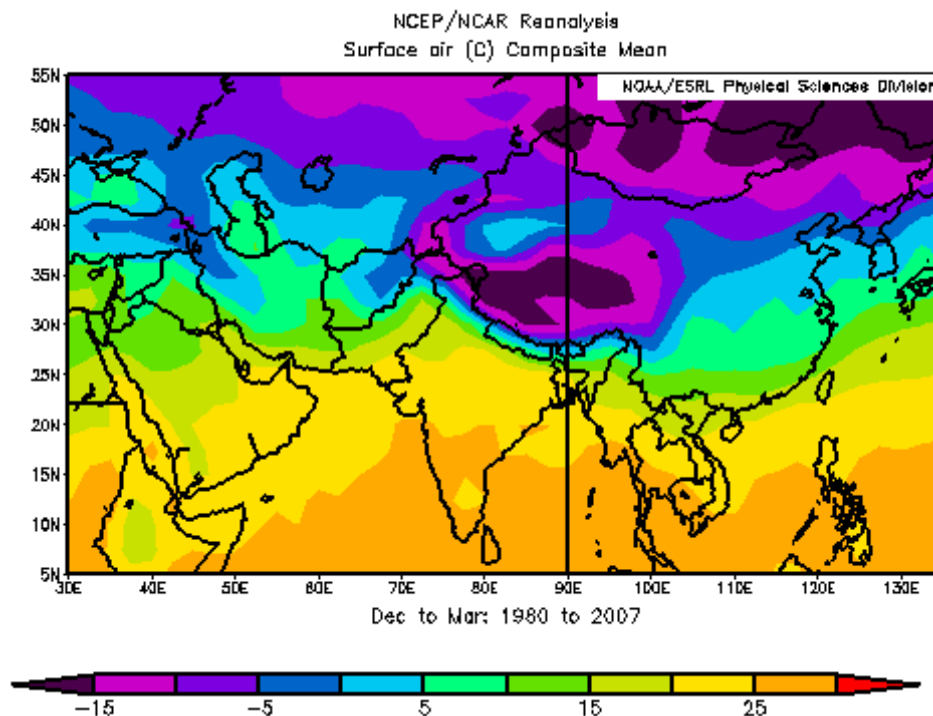 NCEP/NCAR Reanalysis
Surface air (C) Composite Mean
NOAA/ESRL Physical Sciences Division
55N
50N
45N
40N
35N
30N
25N
20N
15N
10N
5N
30E 40E 50E 60E 70E 80E 90E 100E 110E 120E 130E
Dec to Mar: 1980 to 2007
-15 -5 5 15 25